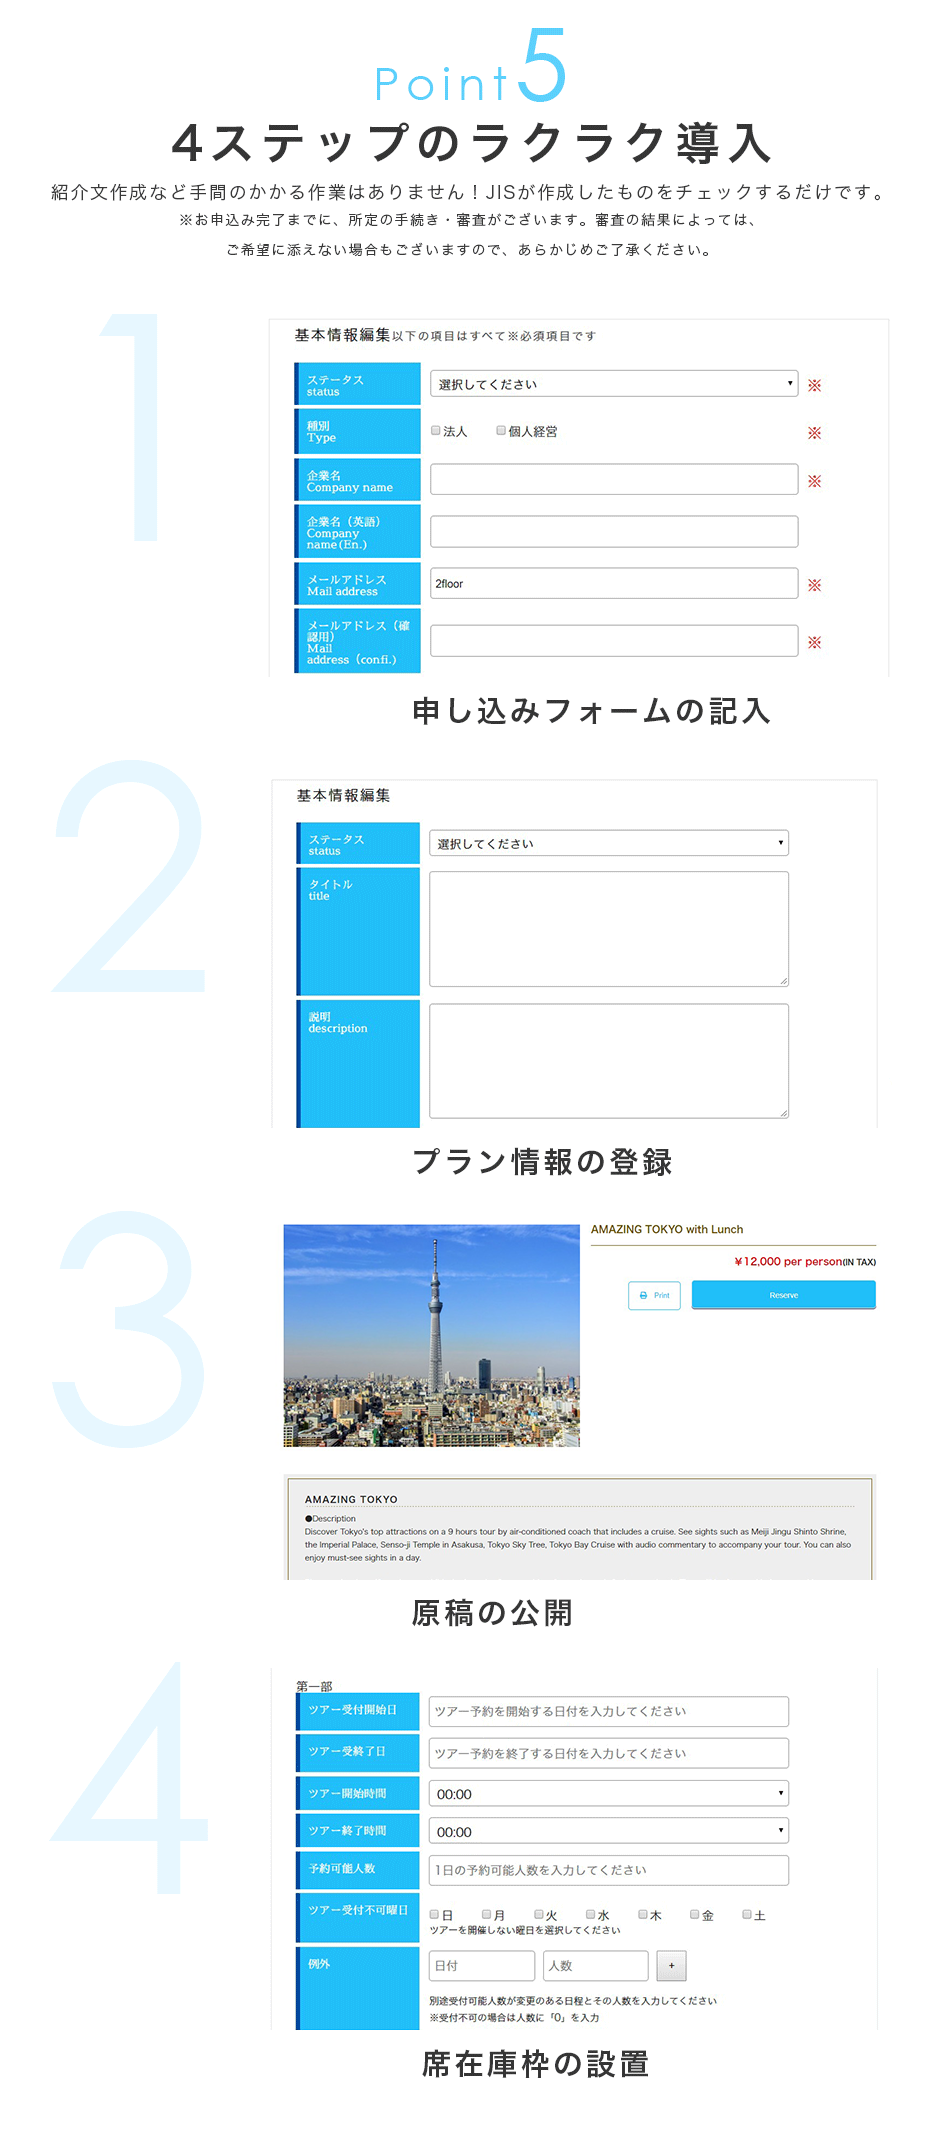 Point5
4ステップのラクラク導入
紹介文作成など手間のかかる作業はありません！JISが作成したものをチェックするだけです。
※お申込み完了までに、所定の手続き・審査がございます。審査の結果によっては、
ご希望に添えない場合もございますので、あらかじめご了承ください。
1
基本情報編集以下の項目はすべて※必須項目です
ステータス
status
選択してください
※
種別
Type
法人 個人経営
※
企業名
Company name
※
企業名（英語）
Company
name(En.)
メールアドレス
Mail address
2floor
※
メールアドレス（確
認用）
Mail
address（confi.）
※
申し込みフォームの記入
2
基本情報編集
ステータス
status
選択してください
タイトル
title
説明
description
プラン情報の登録
3
AMAZING TOKYO with Lunch
￥12,000 per person(IN TAX)
Print
Reserve
AMAZING TOKYO
●Description
Discover Tokyo's top attractions on a 9 hours tour by air-conditioned coach that includes a cruise. See sights such as Meiji Jingu Shinto Shrine,
the Imperial Palace, Senso-ji Temple in Asakusa, Tokyo Sky Tree, Tokyo Bay Cruise with audio commentary to accompany your tour. You can also
enjoy must-see sights in a day.
原稿の公開
4
第一部
ツアー受付開始日
ツアー予約を開始する日付を入力してください
ツアー受終了日
ツアー予約を終了する日付を入力してください
ツアー開始時間
00:00
ツアー終了時間
00:00
予約可能人数
1日の予約可能人数を入力してください
ツアー受付不可曜日
日 月 火 水 木 金 土
ツアーを開催しない曜日を選択してください
例外
日付 人数 +
別途受付可能人数が変更のある日程とその人数を入力してください
※受付不可の場合は人数に「0」を入力
席在庫枠の設置